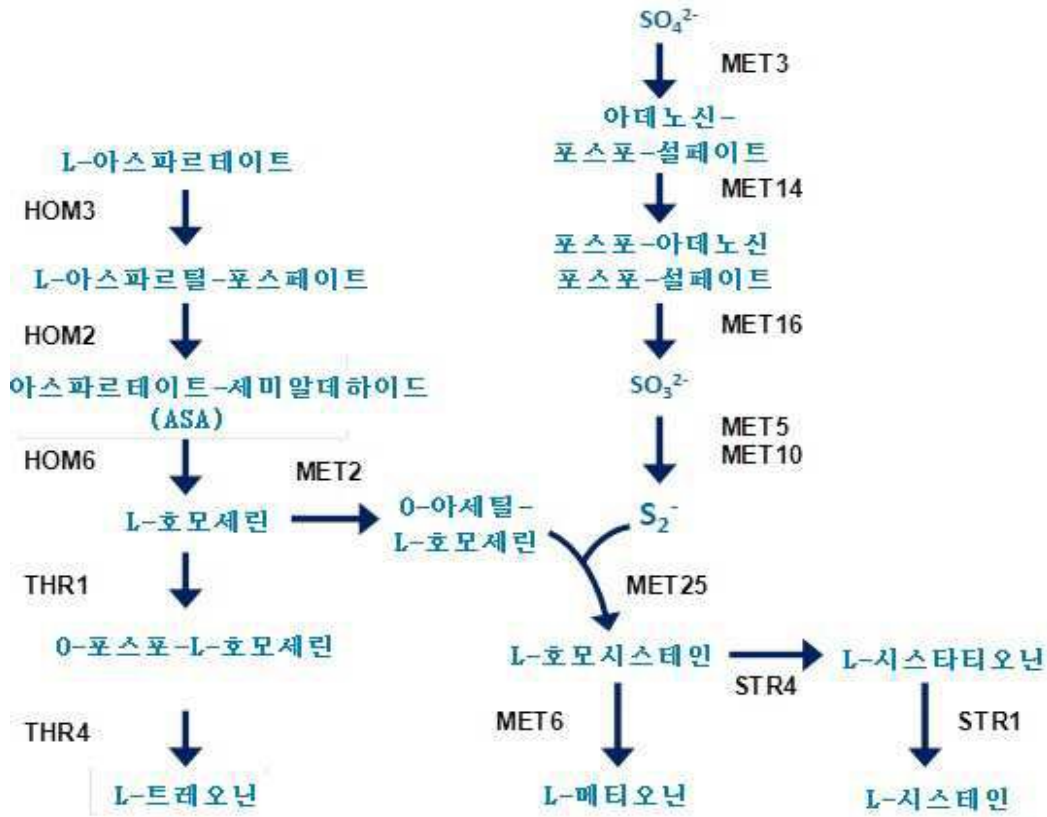 SO₄²⁻
MET3
아데노신-
포스포-설페이트
MET14
포스포-아데노신
포스포-설페이트
MET16
SO₃²⁻
MET5
MET10
S₂⁻
L-아스파르테이트
HOM3
L-아스파르틸-포스페이트
HOM2
아스파르테이트-세미알데하이드
(ASA)
HOM6
MET2
L-호모세린
O-아세틸-
L-호모세린
MET25
THR1
O-포스포-L-호모세린
THR4
L-트레오닌
L-호모시스테인
STR4
L-시스타티오닌
MET6
STR1
L-메티오닌
L-시스테인